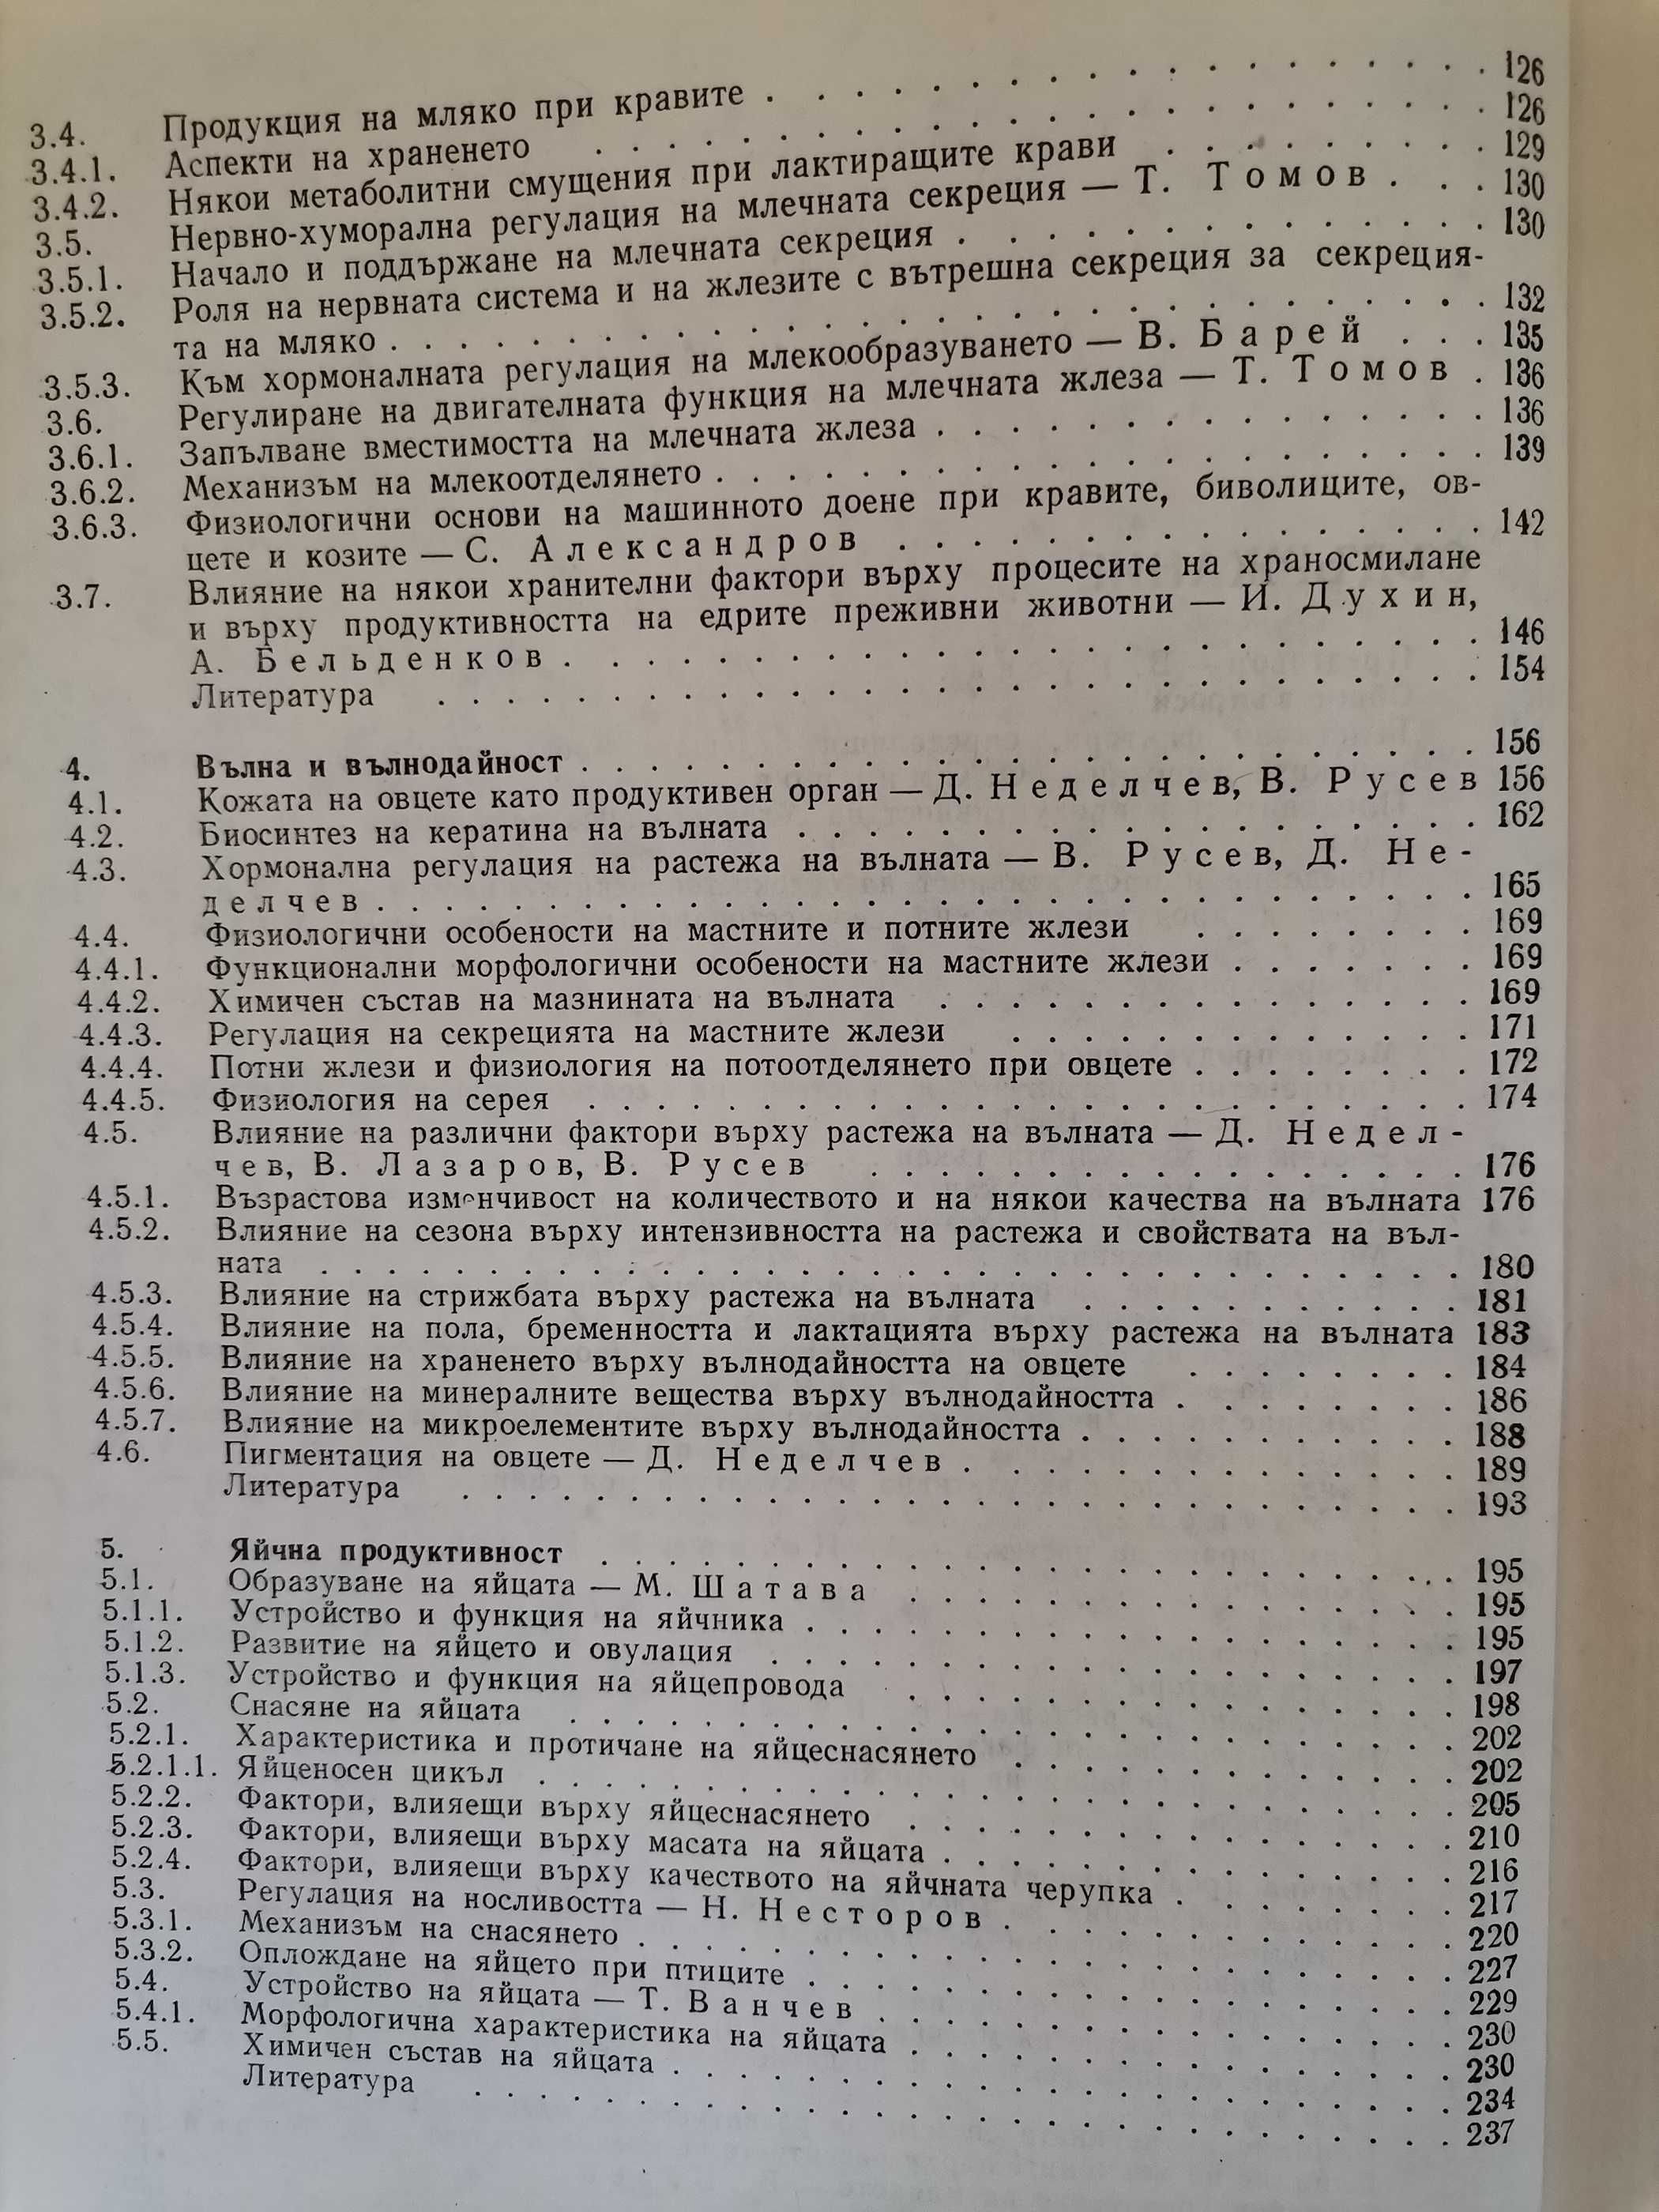 3.4. Продукция на мляко при кравите . . . . . . . . . . . . 126
3.4.1. Аспекти на храненето . . . . . . . . . . . . 126
3.4.2. Някои метаболитни смущения при лактиращите крави . . . . . . 129
3.5. Нервно-хуморална регулация на млечната секреция — Т. Томов . . . 130
3.5.1. Начало и поддържане на млечната секреция . . . . . . . . . 130
3.5.2. Роля на нервната система и на жлезите с вътрешна секреция за секреция-
та на мляко . . . . . . . . . . . . 132
3.5.3. Към хормоналната регулация на млекообразуването — В. Барей . . . 135
3.6. Регулиране на двигателната функция на млечната жлеза — Т. Томов . 136
3.6.1. Запълване вместимостта на млечната жлеза . . . . . . . . . 136
3.6.2. Механизъм на млекоотделянето . . . . . . . . . . . . 139
3.6.3. Физиологични основи на машинното доене при кравите, биволиците, ов-
цете и козите — С. Александров . . . . . . . . . 142
3.7. Влияние на някои хранителни фактори върху процесите на храносмилане
и върху продуктивността на едрите преживни животни — И. Духин,
А. Бельденков . . . . . . . . . . . . 146
Литература . . . . . . . . . . . . 154
4. Вълна и вълнодайност . . . . . . . . . . . . 156
4.1. Кожата на овцете като продуктивен орган — Д. Неделчев, В. Русев 156
4.2. Биосинтез на кератина на вълната . . . . . . . . . . . . 162
4.3. Хормонална регулация на растежа на вълната — В. Русев, Д. Не-
делчев . . . . . . . . . . . . 165
4.4. Физиологични особености на мастните и потните жлези . . . . . . 169
4.4.1. Функционални морфологични особености на мастните жлези . . . . . . 169
4.4.2. Химичен състав на мазнината на вълната . . . . . . . . . 169
4.4.3. Регулация на секрецията на мастните жлези . . . . . . . . . 171
4.4.4. Потни жлези и физиология на потоотделянето при овцете . . . . . . 172
4.4.5. Физиология на серея . . . . . . . . . . . . 174
4.5. Влияние на различни фактори върху растежа на вълната — Д. Недел-
чев, В. Лазаров, В. Русев . . . . . . . . . 176
4.5.1. Възрастова изменчивост на количеството и на някои качества на вълната 176
4.5.2. Влияние на сезона върху интензивността на растежа и свойствата на въл-
ната . . . . . . . . . . . . 180
4.5.3. Влияние на стрижбата върху растежа на вълната . . . . . . . . . 181
4.5.4. Влияние на пола, бременността и лактацията върху растежа на вълната 183
4.5.5. Влияние на храненето върху вълнодайността на овцете . . . . . . 184
4.5.6. Влияние на минералните вещества върху вълнодайността . . . . . . 186
4.5.7. Влияние на микроелементите върху вълнодайността . . . . . . . . . 188
4.6. Пигментация на овцете — Д. Неделчев . . . . . . . . . 189
Литература . . . . . . . . . . . . 193
5. Яйчна продуктивност . . . . . . . . . . . . 195
5.1. Образуване на яйцата — М. Шатава . . . . . . . . . 195
5.1.1. Устройство и функция на яйчника . . . . . . . . . . . . 195
5.1.2. Развитие на яйцето и овулация . . . . . . . . . . . . 197
5.1.3. Устройство и функция на яйцепровода . . . . . . . . . 198
5.2. Снасяне на яйцата . . . . . . . . . . . . 202
5.2.1. Характеристика и протичане на яйцеснасянето . . . . . . . . . 202
5.2.1.1. Яйценосен цикъл . . . . . . . . . . . . 205
5.2.2. Фактори, влияещи върху яйцеснасянето . . . . . . . . . 210
5.2.3. Фактори, влияещи върху масата на яйцата . . . . . . . . . 216
5.2.4. Фактори, влияещи върху качеството на яйчната черупка . . . . . . 217
5.3. Регулация на носливостта — Н. Несторов . . . . . . . . . 220
5.3.1. Механизъм на снасянето . . . . . . . . . . . . 227
5.3.2. Оплождане на яйцето при птиците . . . . . . . . . . . . 229
5.4. Устройство на яйцата — Т. Ванчев . . . . . . . . . 230
5.4.1. Морфологична характеристика на яйцата . . . . . . . . . 230
5.5. Химичен състав на яйцата . . . . . . . . . . . . 234
Литература . . . . . . . . . . . . 237